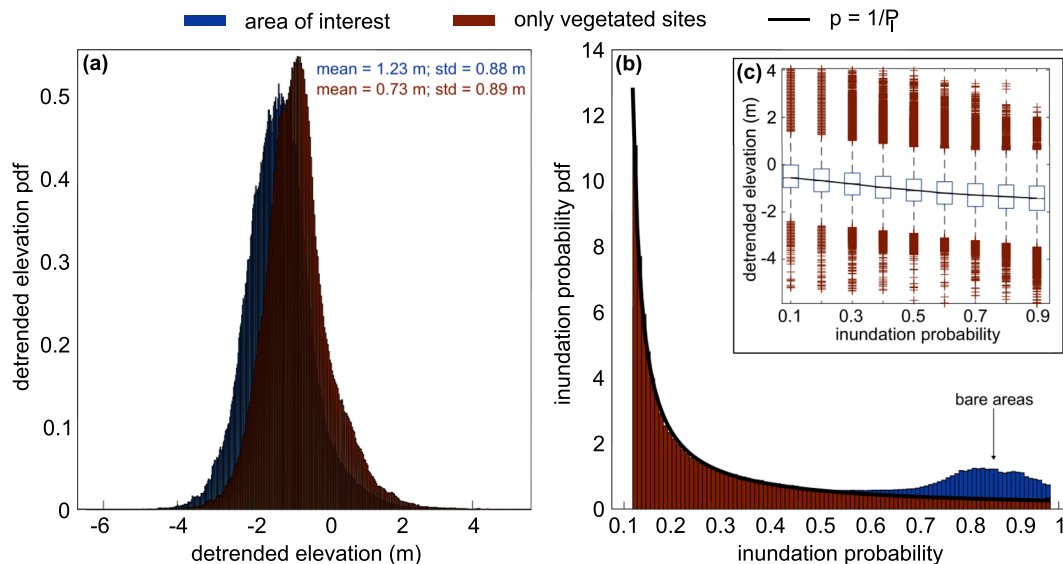 area of interest only vegetated sites p = 1/Pı
(a)
mean = 1.23 m; std = 0.88 m
mean = 0.73 m; std = 0.89 m
detrended elevation pdf
0.5
0.4
0.3
0.2
0.1
0
-6 -4 -2 0 2 4
detrended elevation (m)
(b)
inundation probability pdf
14
12
10
8
6
4
2
0
0.1 0.2 0.3 0.4 0.5 0.6 0.7 0.8 0.9 1
inundation probability
bare areas
(c)
detrended elevation (m)
4
2
0
-2
-4
0.1 0.3 0.5 0.7 0.9
inundation probability